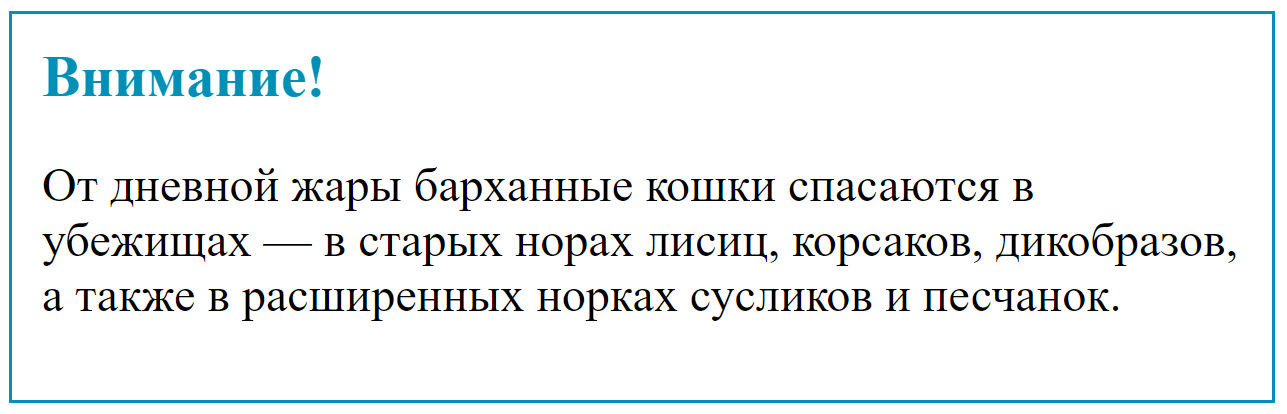 Внимание!
От дневной жары барханные кошки спасаются в
убежищах — в старых норах лисиц, корсаков, дикобразов,
а также в расширенных норках сусликов и песчанок.